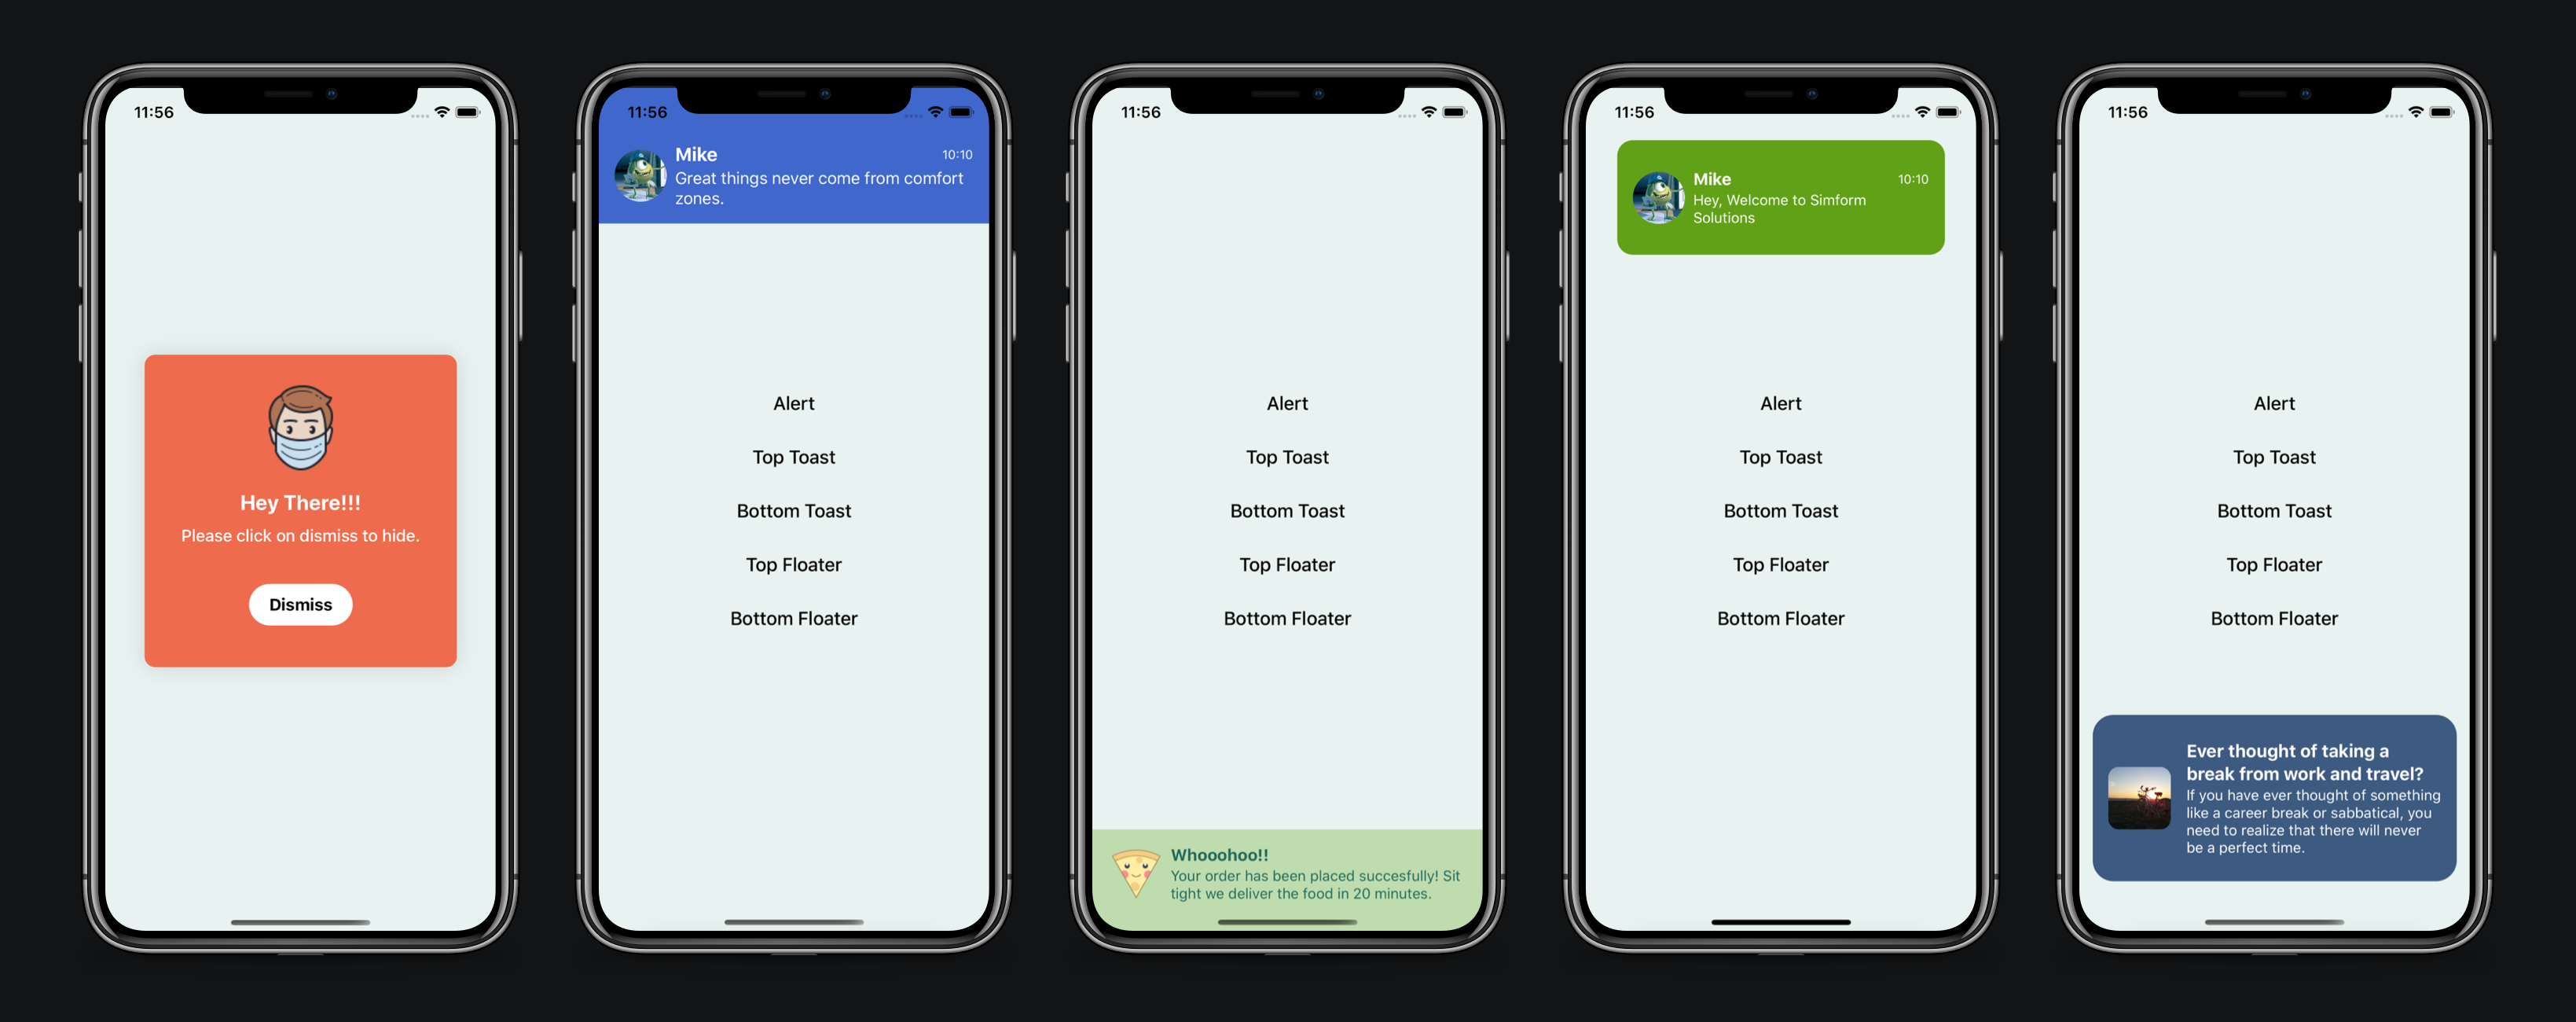 11:56
Hey There!!!
Please click on dismiss to hide.
Dismiss
11:56
Mike
10:10
Great things never come from comfort
zones.
Alert
Top Toast
Bottom Toast
Top Floater
Bottom Floater
11:56
Alert
Top Toast
Bottom Toast
Top Floater
Bottom Floater
Whooohoo!!
Your order has been placed succesfully! Sit
tight we deliver the food in 20 minutes.
11:56
Mike
10:10
Hey, Welcome to Simform
Solutions
Alert
Top Toast
Bottom Toast
Top Floater
Bottom Floater
11:56
Alert
Top Toast
Bottom Toast
Top Floater
Bottom Floater
Ever thought of taking a
break from work and travel?
If you have ever thought of something
like a career break or sabbatical, you
need to realize that there will never
be a perfect time.